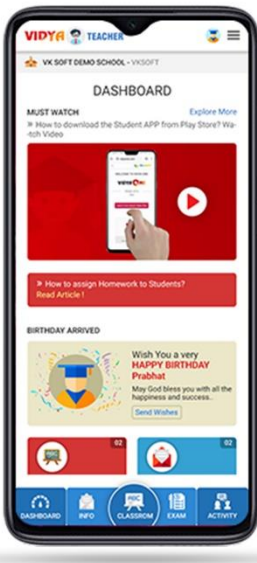 VIDYA TEACHER
VK SOFT DEMO SCHOOL - VKSOFT
DASHBOARD
MUST WATCH Explore More
» How to download the Student APP from Play Store? Wa-
-tch Video
» How to assign Homework to Students?
Read Article !
BIRTHDAY ARRIVED
Wish You a very
HAPPY BIRTHDAY
Prabhat
May God bless you with all the
happiness and success..
Send Wishes
02 02
ABC
DASHBOARD INFO CLASSROM EXAM ACTIVITY